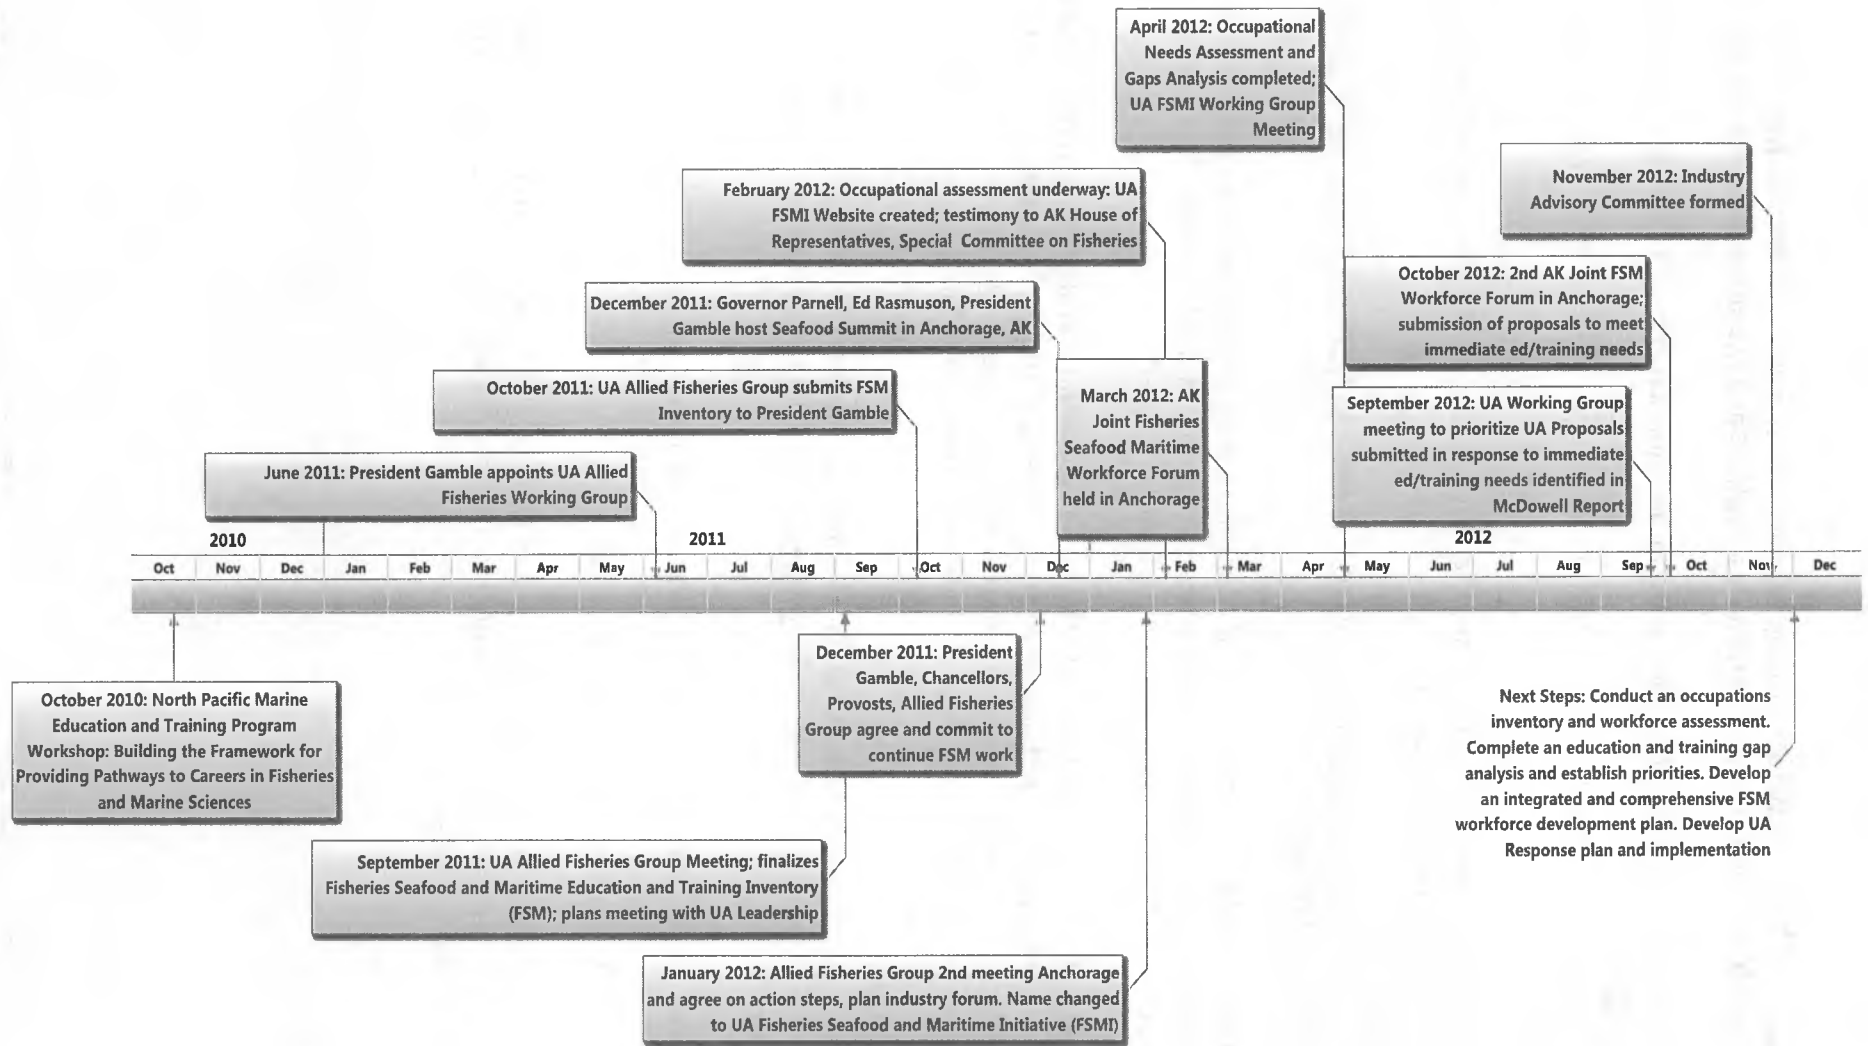 April 2012: Occupational
Needs Assessment and
Gaps Analysis completed;
UA FSMI Working Group
Meeting
November 2012: Industry
Advisory Committee formed
February 2012: Occupational assessment underway: UA
FSMI Website created; testimony to AK House of
Representatives, Special Committee on Fisheries
October 2012: 2nd AK Joint FSM
Workforce Forum in Anchorage;
submission of proposals to meet
immediate ed/training needs
December 2011: Governor Parnell, Ed Rasmuson, President
Gamble host Seafood Summit in Anchorage, AK
October 2011: UA Allied Fisheries Group submits FSM
Inventory to President Gamble
March 2012: AK
Joint Fisheries
Seafood Maritime
Workforce Forum
held in Anchorage
September 2012: UA Working Group
meeting to prioritize UA Proposals
submitted in response to immediate
ed/training needs identified in
McDowell Report
June 2011: President Gamble appoints UA Allied
Fisheries Working Group
2010 2011 2012
Oct Nov Dec Jan Feb Mar Apr May Jun Jul Aug Sep Oct Nov Dec Jan Feb Mar Apr May Jun Jul Aug Sep Oct Nov Dec
October 2010: North Pacific Marine
Education and Training Program
Workshop: Building the Framework for
Providing Pathways to Careers in Fisheries
and Marine Sciences
December 2011: President
Gamble, Chancellors,
Provosts, Allied Fisheries
Group agree and commit to
continue FSM work
Next Steps: Conduct an occupations
inventory and workforce assessment.
Complete an education and training gap
analysis and establish priorities. Develop
an integrated and comprehensive FSM
workforce development plan. Develop UA
Response plan and implementation
September 2011: UA Allied Fisheries Group Meeting; finalizes
Fisheries Seafood and Maritime Education and Training Inventory
(FSM); plans meeting with UA Leadership
January 2012: Allied Fisheries Group 2nd meeting Anchorage
and agree on action steps, plan industry forum. Name changed
to UA Fisheries Seafood and Maritime Initiative (FSMI)